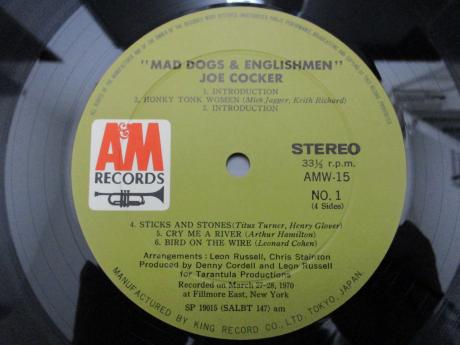 "MAD DOGS & ENGLISHMEN"
JOE COCKER
1. INTRODUCTION
2. HONKY TONK WOMEN (Mick Jagger, Keith Richard)
3. INTRODUCTION
A&M
RECORDS
STEREO
33⅓ r.p.m.
AMW-15
NO. 1
(4 Sides)
4. STICKS AND STONES (Titus Turner, Henry Glover)
5. CRY ME A RIVER (Arthur Hamilton)
6. BIRD ON THE WIRE (Leonard Cohen)
Arrangements : Leon Russell, Chris Stainton
Produced by Denny Cordell and Leon Russell
for Tarantula Productions
Recorded on March 27-28, 1970
at Fillmore East, New York
SP 19015 (SALBT 147) am
MANUFACTURED BY KING RECORD CO., LTD. TOKYO, JAPAN.